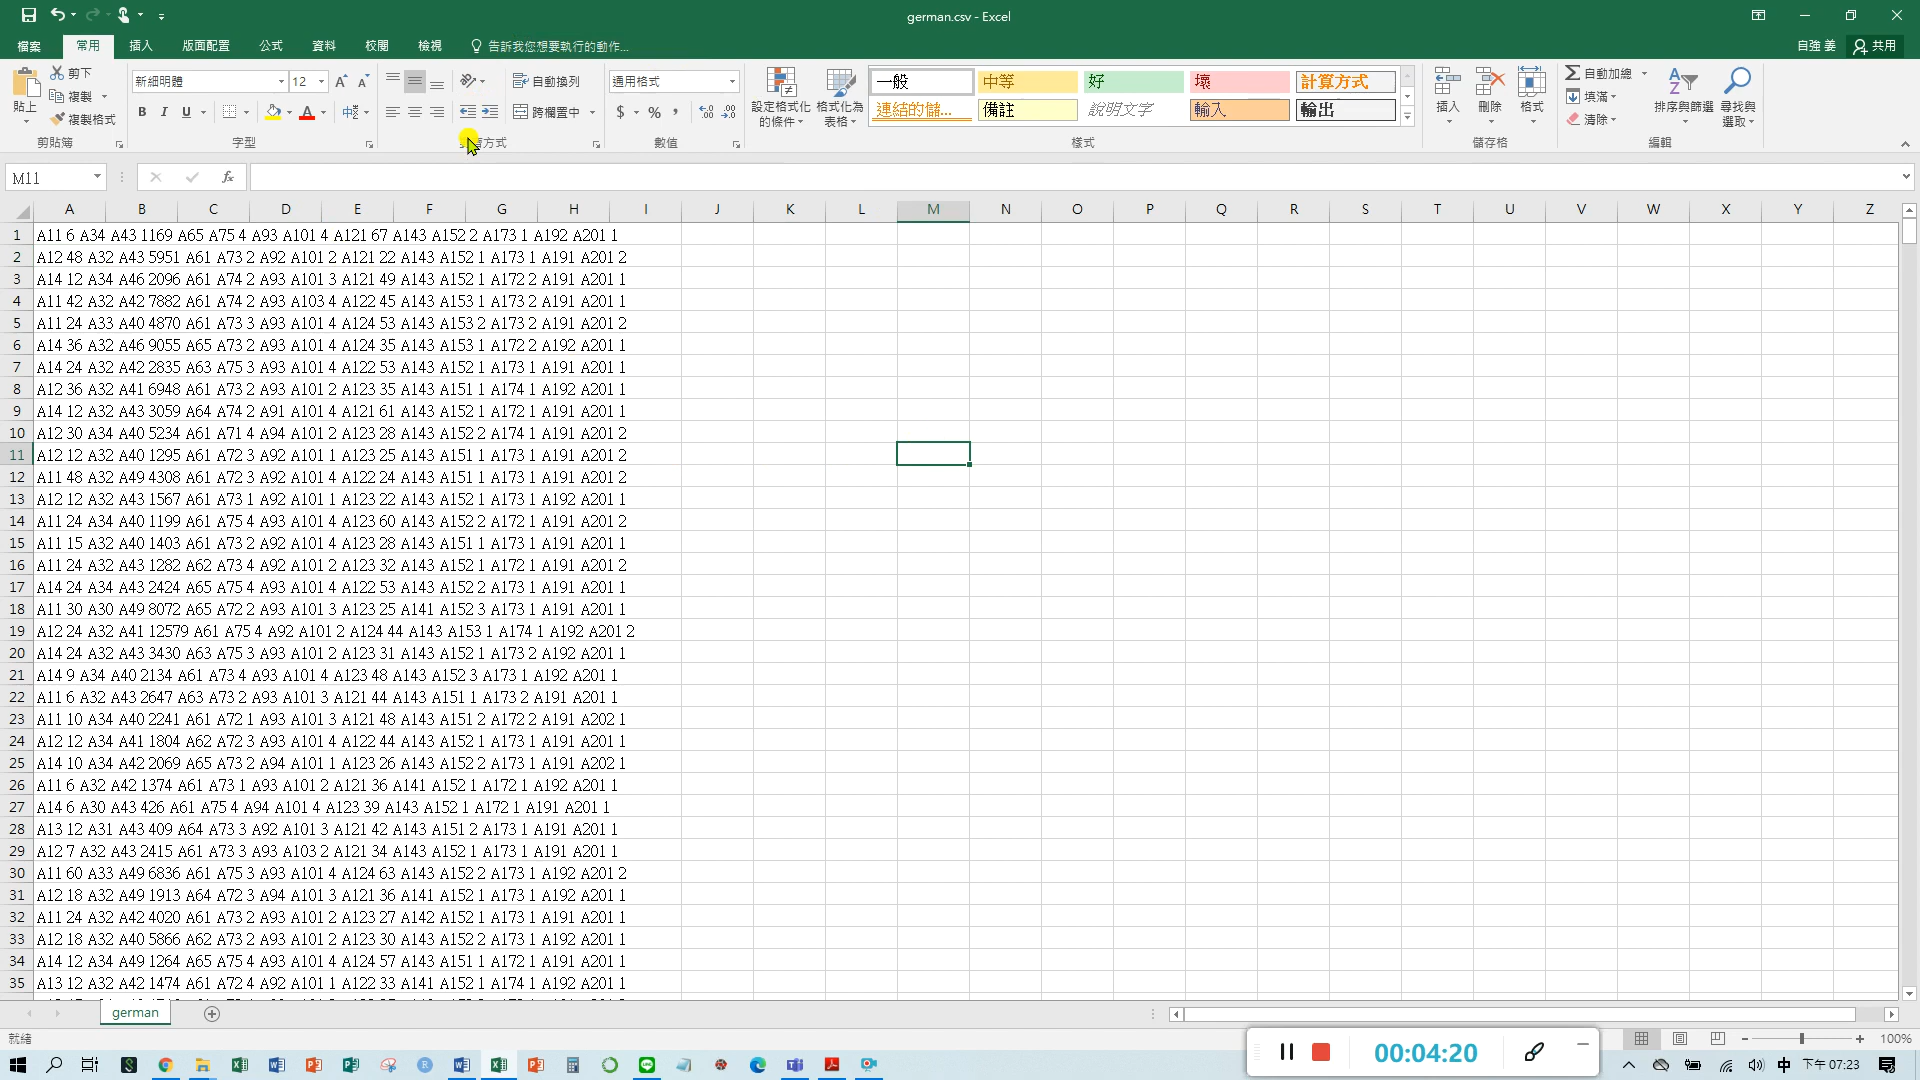 german.csv - Excel
檔案 常用 插入 版面配置 公式 資料 校閱 檢視 告訴我您想要執行的動作... 自強 姜 共用
貼上 剪下 複製 複製格式 剪貼簿
新細明體 12 B I U 字型
自動換列 跨欄置中
通用格式 $ % 數值
設定格式化的條件 格式化為表格
一般 中等 好 壞 計算方式
連結的儲... 備註 說明文字 輸入 輸出
樣式
插入 刪除 格式 儲存格
自動加總 填滿 清除 排序與篩選 尋找與選取 編輯
M11 fx
A B C D E F G H I J K L M N O P Q R S T U V W X Y Z
1 A11 6 A34 A43 1169 A65 A75 4 A93 A101 4 A121 67 A143 A152 2 A173 1 A192 A201 1
2 A12 48 A32 A43 5951 A61 A73 2 A92 A101 2 A121 22 A143 A152 1 A173 1 A191 A201 2
3 A14 12 A34 A46 2096 A61 A74 2 A93 A101 3 A121 49 A143 A152 1 A172 2 A191 A201 1
4 A11 42 A32 A42 7882 A61 A74 2 A93 A103 4 A122 45 A143 A153 1 A173 2 A191 A201 1
5 A11 24 A33 A40 4870 A61 A73 3 A93 A101 4 A124 53 A143 A153 2 A173 2 A191 A201 2
6 A14 36 A32 A46 9055 A65 A73 2 A93 A101 4 A124 35 A143 A153 1 A172 2 A192 A201 1
7 A14 24 A32 A42 2835 A63 A75 3 A93 A101 4 A122 53 A143 A152 1 A173 1 A191 A201 1
8 A12 36 A32 A41 6948 A61 A73 2 A93 A101 2 A123 35 A143 A151 1 A174 1 A192 A201 1
9 A14 12 A32 A43 3059 A64 A74 2 A91 A101 4 A121 61 A143 A152 1 A172 1 A191 A201 1
10 A12 30 A34 A40 5234 A61 A71 4 A94 A101 2 A123 28 A143 A152 2 A174 1 A191 A201 2
11 A12 12 A32 A40 1295 A61 A72 3 A92 A101 1 A123 25 A143 A151 1 A173 1 A191 A201 2
12 A11 48 A32 A49 4308 A61 A72 3 A92 A101 4 A122 24 A143 A151 1 A173 1 A191 A201 2
13 A12 12 A32 A43 1567 A61 A73 1 A92 A101 1 A123 22 A143 A152 1 A173 1 A192 A201 1
14 A11 24 A34 A40 1199 A61 A75 4 A93 A101 4 A123 60 A143 A152 2 A172 1 A191 A201 2
15 A11 15 A32 A40 1403 A61 A73 2 A92 A101 4 A123 28 A143 A151 1 A173 1 A191 A201 1
16 A11 24 A32 A43 1282 A62 A73 4 A92 A101 2 A123 32 A143 A152 1 A172 1 A191 A201 2
17 A14 24 A34 A43 2424 A65 A75 4 A93 A101 4 A122 53 A143 A152 2 A173 1 A191 A201 1
18 A11 30 A30 A49 8072 A65 A72 2 A93 A101 3 A123 25 A141 A152 3 A173 1 A191 A201 1
19 A12 24 A32 A41 12579 A61 A75 4 A92 A101 2 A124 44 A143 A153 1 A174 1 A192 A201 2
20 A14 24 A32 A43 3430 A63 A75 3 A93 A101 2 A123 31 A143 A152 1 A173 2 A192 A201 1
21 A14 9 A34 A40 2134 A61 A73 4 A93 A101 4 A123 48 A143 A152 3 A173 1 A192 A201 1
22 A11 6 A32 A43 2647 A63 A73 2 A93 A101 3 A121 44 A143 A151 1 A173 2 A191 A201 1
23 A11 10 A34 A40 2241 A61 A72 1 A93 A101 3 A121 48 A143 A151 2 A172 2 A191 A202 1
24 A12 12 A34 A41 1804 A62 A72 3 A93 A101 4 A122 44 A143 A152 1 A173 1 A191 A201 1
25 A14 10 A34 A42 2069 A65 A73 2 A94 A101 1 A123 26 A143 A152 2 A173 1 A191 A202 1
26 A11 6 A32 A42 1374 A61 A73 1 A93 A101 2 A121 36 A141 A152 1 A172 1 A192 A201 1
27 A14 6 A30 A43 426 A61 A75 4 A94 A101 4 A123 39 A143 A152 1 A172 1 A191 A201 1
28 A13 12 A31 A43 409 A64 A73 3 A92 A101 3 A121 42 A143 A151 2 A173 1 A191 A201 1
29 A12 7 A32 A43 2415 A61 A73 3 A93 A103 2 A121 34 A143 A152 1 A173 1 A191 A201 1
30 A11 60 A33 A49 6836 A61 A75 3 A93 A101 4 A124 63 A143 A152 2 A173 1 A192 A201 2
31 A12 18 A32 A49 1913 A64 A72 3 A94 A101 3 A121 36 A141 A152 1 A173 1 A192 A201 1
32 A11 24 A32 A42 4020 A61 A73 2 A93 A101 2 A123 27 A142 A152 1 A173 1 A191 A201 1
33 A12 18 A32 A40 5866 A62 A73 2 A93 A101 2 A123 30 A143 A152 2 A173 1 A192 A201 1
34 A14 12 A34 A49 1264 A65 A75 4 A93 A101 4 A124 57 A143 A151 1 A172 1 A191 A201 1
35 A13 12 A32 A42 1474 A61 A72 4 A92 A101 1 A122 33 A141 A152 1 A174 1 A192 A201 1
german
就緒 100%
00:04:20
中 下午 07:23